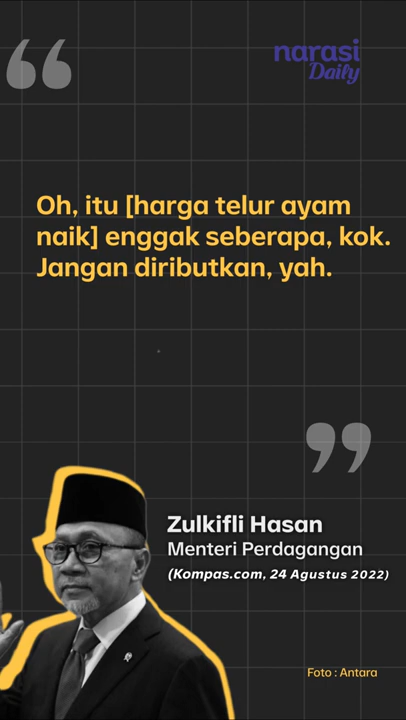 narasi
Daily
Oh, itu [harga telur ayam
naik] enggak seberapa, kok.
Jangan diributkan, yah.
Zulkifli Hasan
Menteri Perdagangan
(Kompas.com, 24 Agustus 2022)
Foto : Antara